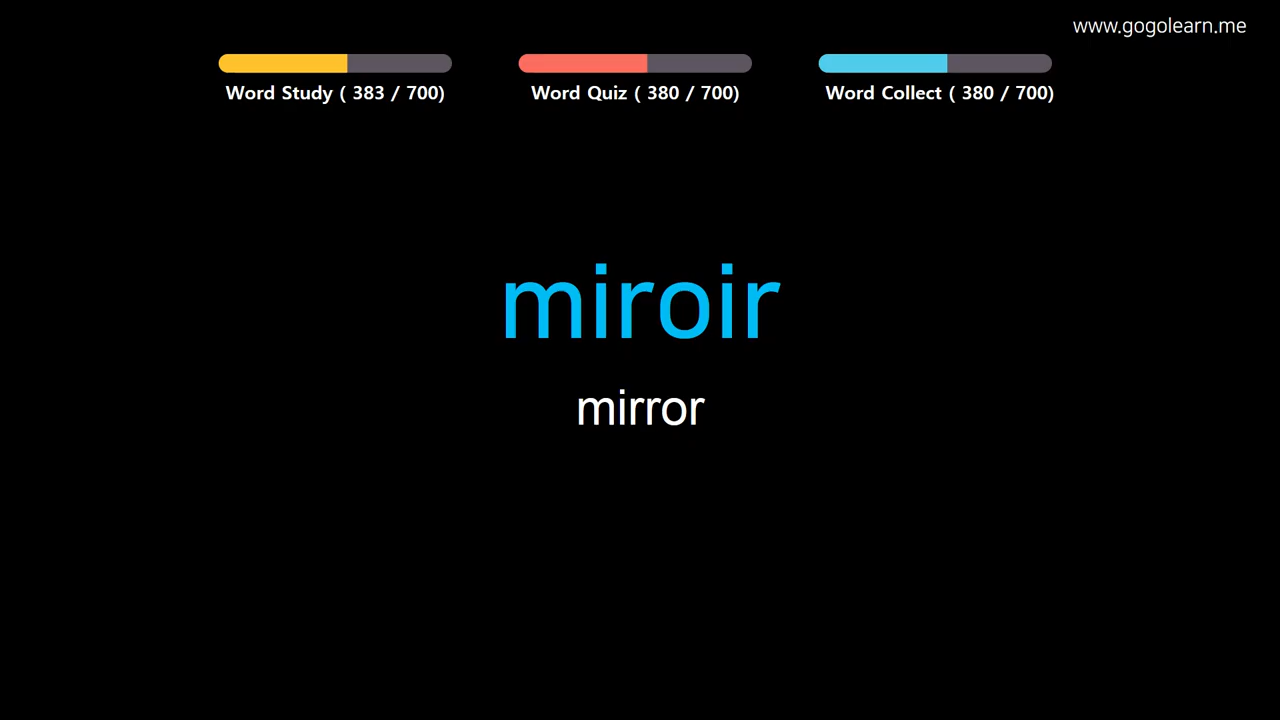 www.gogolearn.me
Word Study ( 383 / 700)
Word Quiz ( 380 / 700)
Word Collect ( 380 / 700)
miroir
mirror